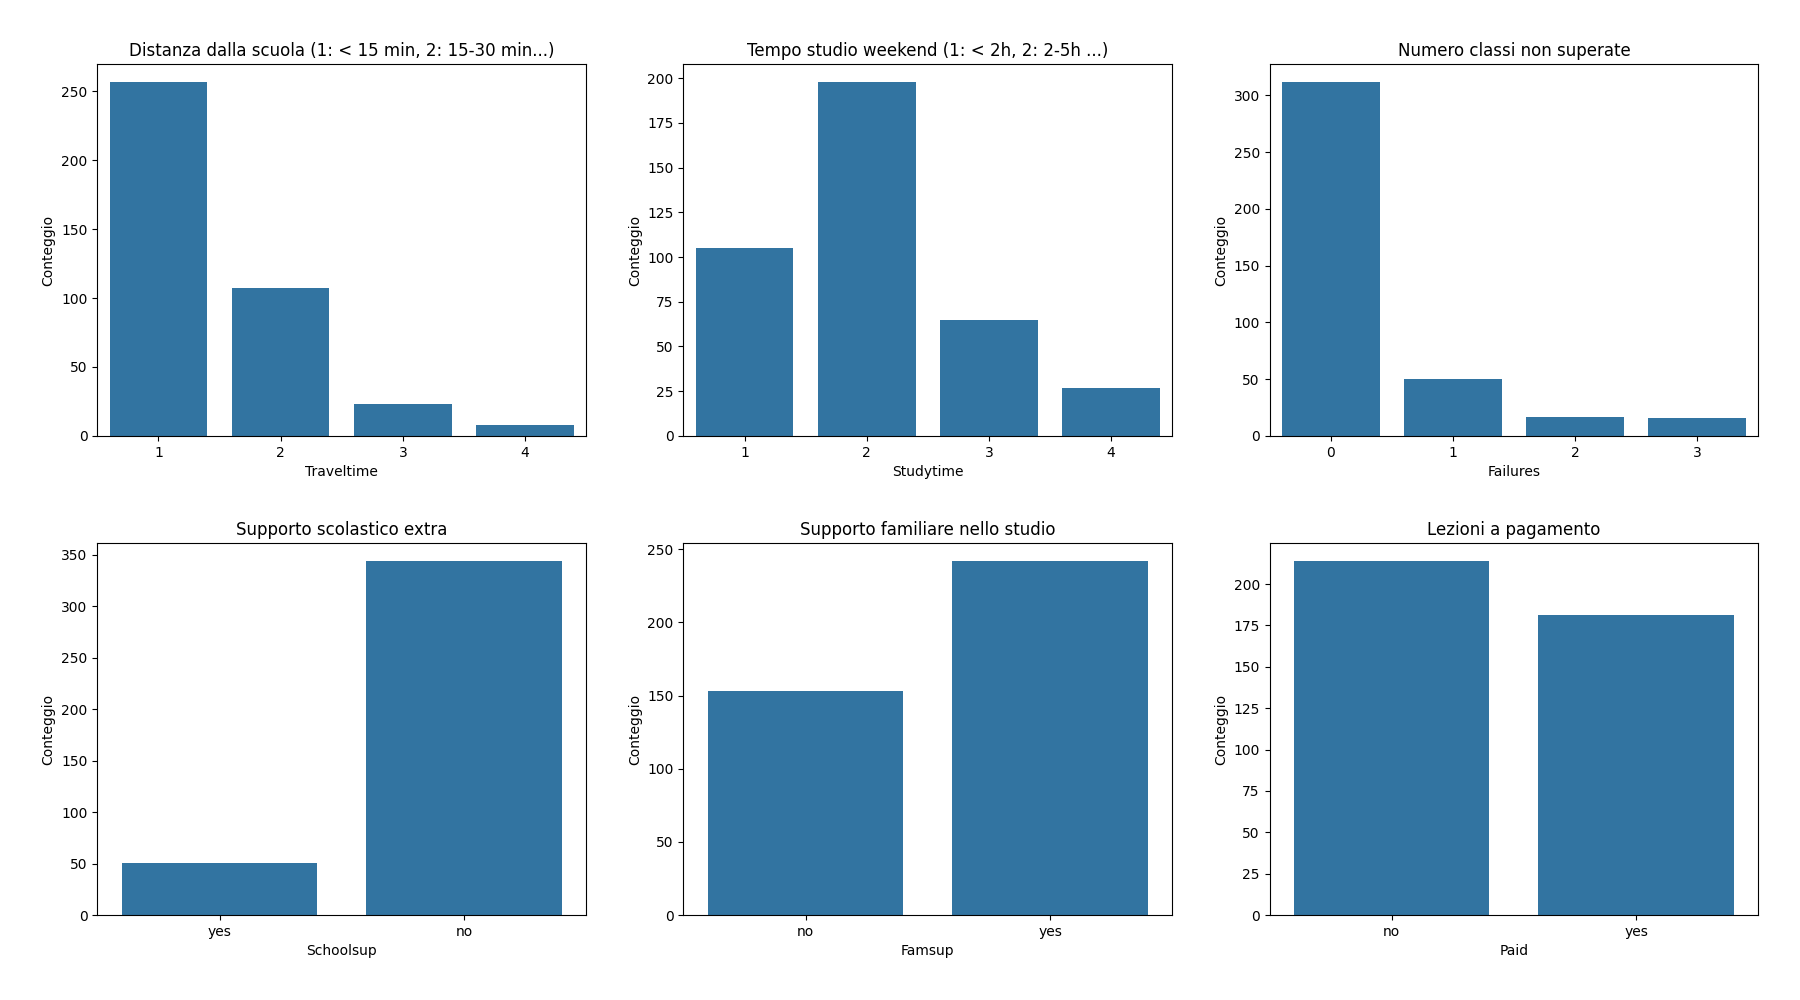 Distanza dalla scuola (1: < 15 min, 2: 15-30 min...)
Conteggio
250
200
150
100
50
0
1 2 3 4
Traveltime
Tempo studio weekend (1: < 2h, 2: 2-5h ...)
Conteggio
200
175
150
125
100
75
50
25
0
1 2 3 4
Studytime
Numero classi non superate
Conteggio
300
250
200
150
100
50
0
0 1 2 3
Failures
Supporto scolastico extra
Conteggio
350
300
250
200
150
100
50
0
yes no
Schoolsup
Supporto familiare nello studio
Conteggio
250
200
150
100
50
0
no yes
Famsup
Lezioni a pagamento
Conteggio
200
175
150
125
100
75
50
25
0
no yes
Paid